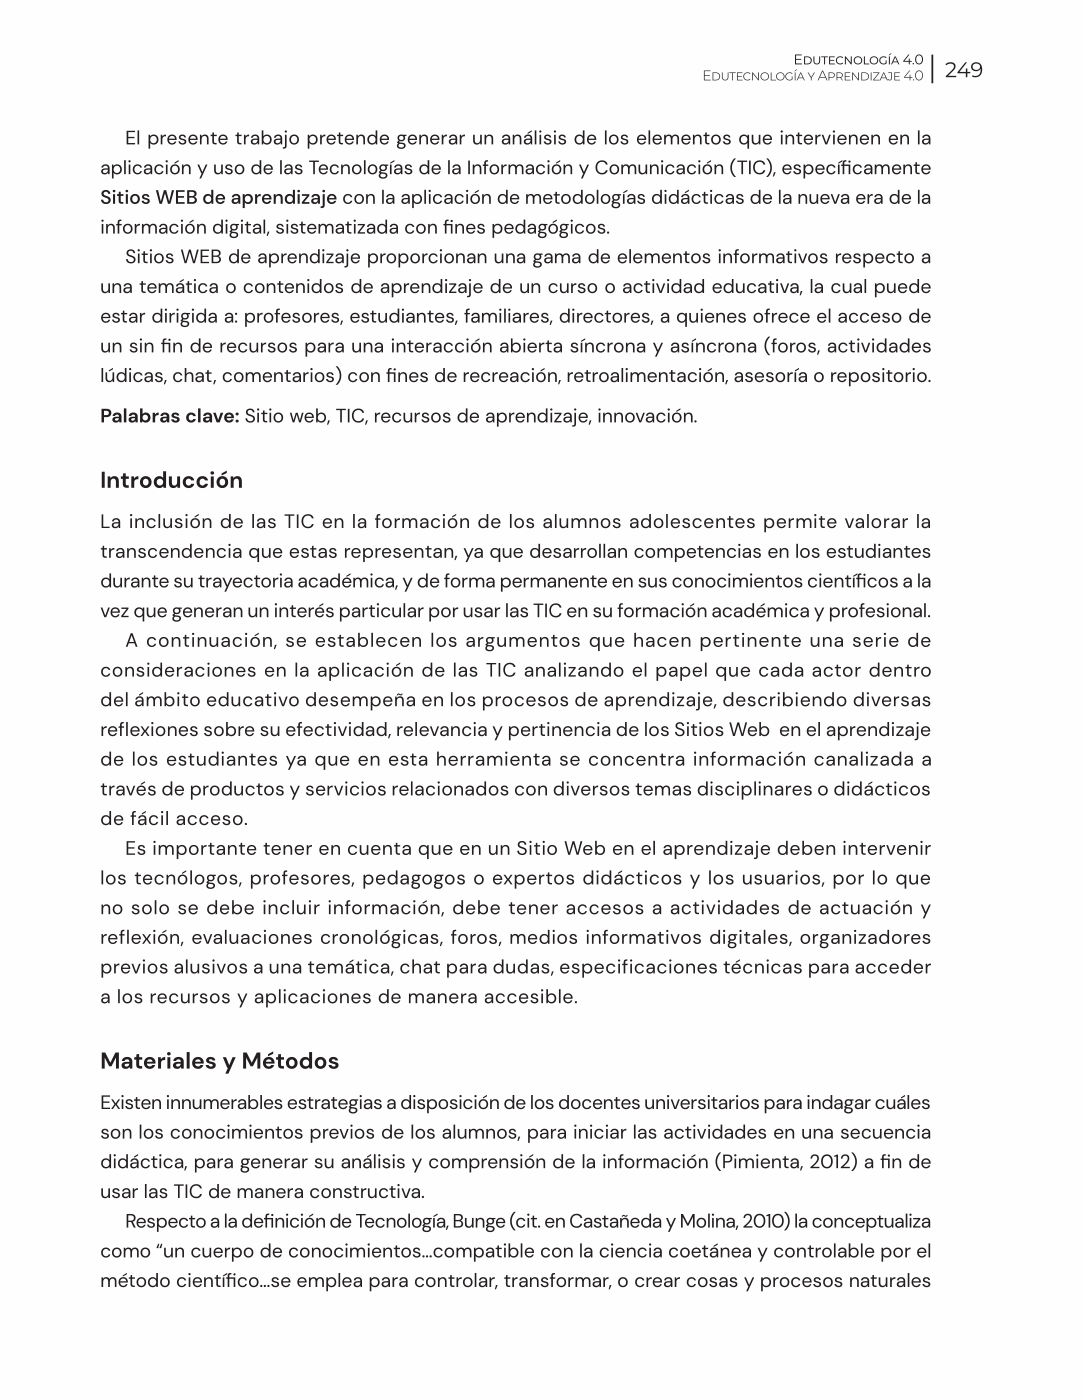 Edutecnología 4.0
Edutecnología y Aprendizaje 4.0
249
El presente trabajo pretende generar un análisis de los elementos que intervienen en la
aplicación y uso de las Tecnologías de la Información y Comunicación (TIC), específicamente
Sitios WEB de aprendizaje con la aplicación de metodologías didácticas de la nueva era de la
información digital, sistematizada con fines pedagógicos.
Sitios WEB de aprendizaje proporcionan una gama de elementos informativos respecto a
una temática o contenidos de aprendizaje de un curso o actividad educativa, la cual puede
estar dirigida a: profesores, estudiantes, familiares, directores, a quienes ofrece el acceso de
un sin fin de recursos para una interacción abierta síncrona y asíncrona (foros, actividades
lúdicas, chat, comentarios) con fines de recreación, retroalimentación, asesoría o repositorio.
Palabras clave: Sitio web, TIC, recursos de aprendizaje, innovación.
Introducción
La inclusión de las TIC en la formación de los alumnos adolescentes permite valorar la
transcendencia que estas representan, ya que desarrollan competencias en los estudiantes
durante su trayectoria académica, y de forma permanente en sus conocimientos científicos a la
vez que generan un interés particular por usar las TIC en su formación académica y profesional.
A continuación, se establecen los argumentos que hacen pertinente una serie de
consideraciones en la aplicación de las TIC analizando el papel que cada actor dentro
del ámbito educativo desempeña en los procesos de aprendizaje, describiendo diversas
reflexiones sobre su efectividad, relevancia y pertinencia de los Sitios Web  en el aprendizaje
de los estudiantes ya que en esta herramienta se concentra información canalizada a
través de productos y servicios relacionados con diversos temas disciplinares o didácticos
de fácil acceso.
Es importante tener en cuenta que en un Sitio Web en el aprendizaje deben intervenir
los tecnólogos, profesores, pedagogos o expertos didácticos y los usuarios, por lo que
no solo se debe incluir información, debe tener accesos a actividades de actuación y
reflexión, evaluaciones cronológicas, foros, medios informativos digitales, organizadores
previos alusivos a una temática, chat para dudas, especificaciones técnicas para acceder
a los recursos y aplicaciones de manera accesible.
Materiales y Métodos
Existen innumerables estrategias a disposición de los docentes universitarios para indagar cuáles
son los conocimientos previos de los alumnos, para iniciar las actividades en una secuencia
didáctica, para generar su análisis y comprensión de la información (Pimienta, 2012) a fin de
usar las TIC de manera constructiva.
Respecto a la definición de Tecnología, Bunge (cit. en Castañeda y Molina, 2010) la conceptualiza
como “un cuerpo de conocimientos...compatible con la ciencia coetánea y controlable por el
método científico...se emplea para controlar, transformar, o crear cosas y procesos naturales